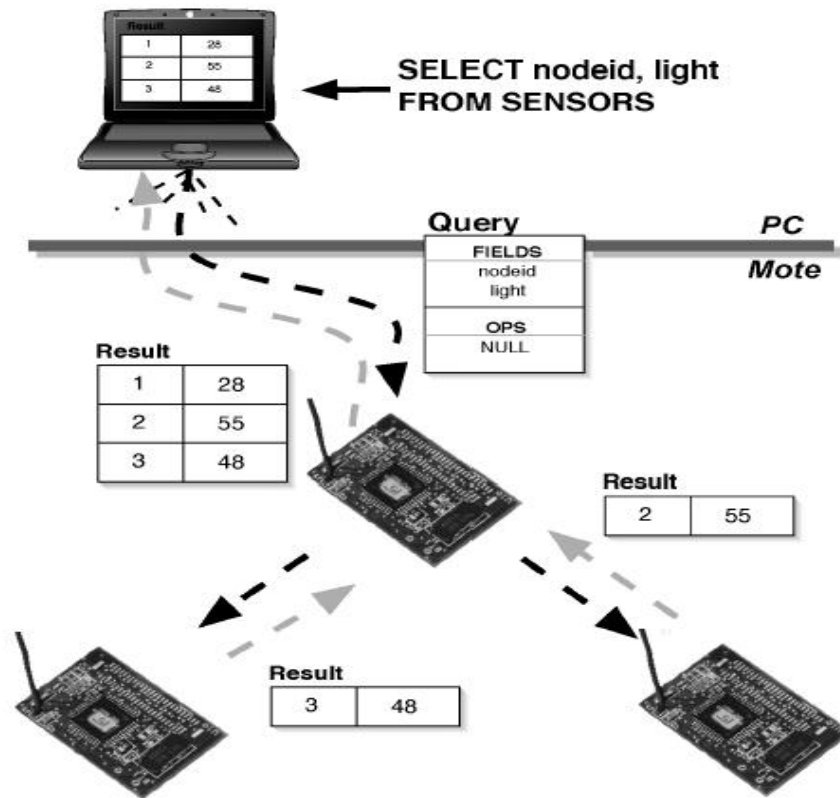 Result
1 28
2 55
3 48
SELECT nodeid, light
FROM SENSORS
Query
PC
FIELDS
nodeid
light
Mote
OPS
NULL
Result
1 28
2 55
3 48
Result
2 55
Result
3 48